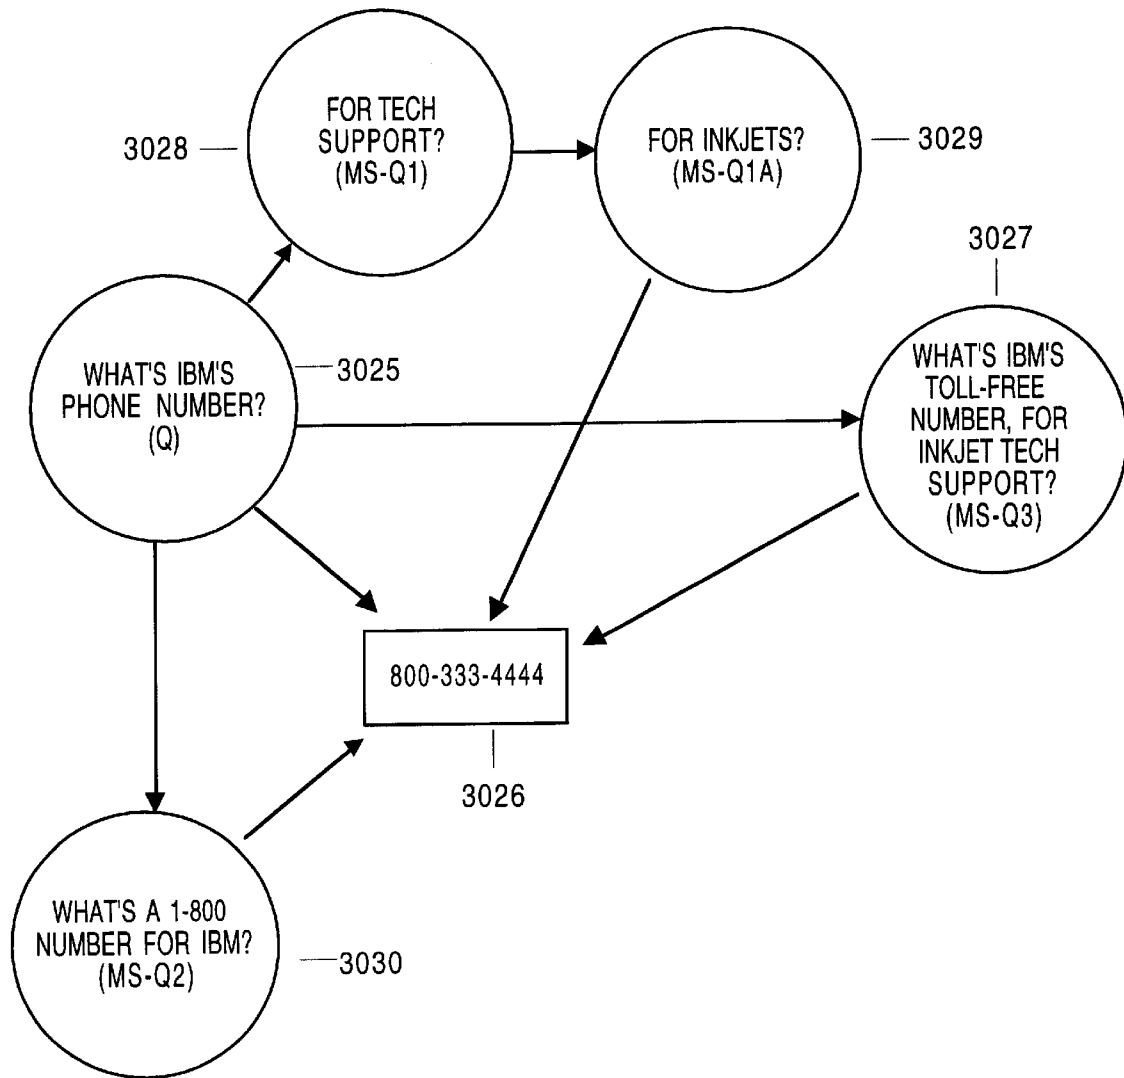 FOR TECH
SUPPORT?
(MS-Q1)
3028
FOR INKJETS?
(MS-Q1A)
3029
3027
WHAT'S IBM'S
PHONE NUMBER?
(Q)
3025
WHAT'S IBM'S
TOLL-FREE
NUMBER, FOR
INKJET TECH
SUPPORT?
(MS-Q3)
800-333-4444
3026
WHAT'S A 1-800
NUMBER FOR IBM?
(MS-Q2)
3030